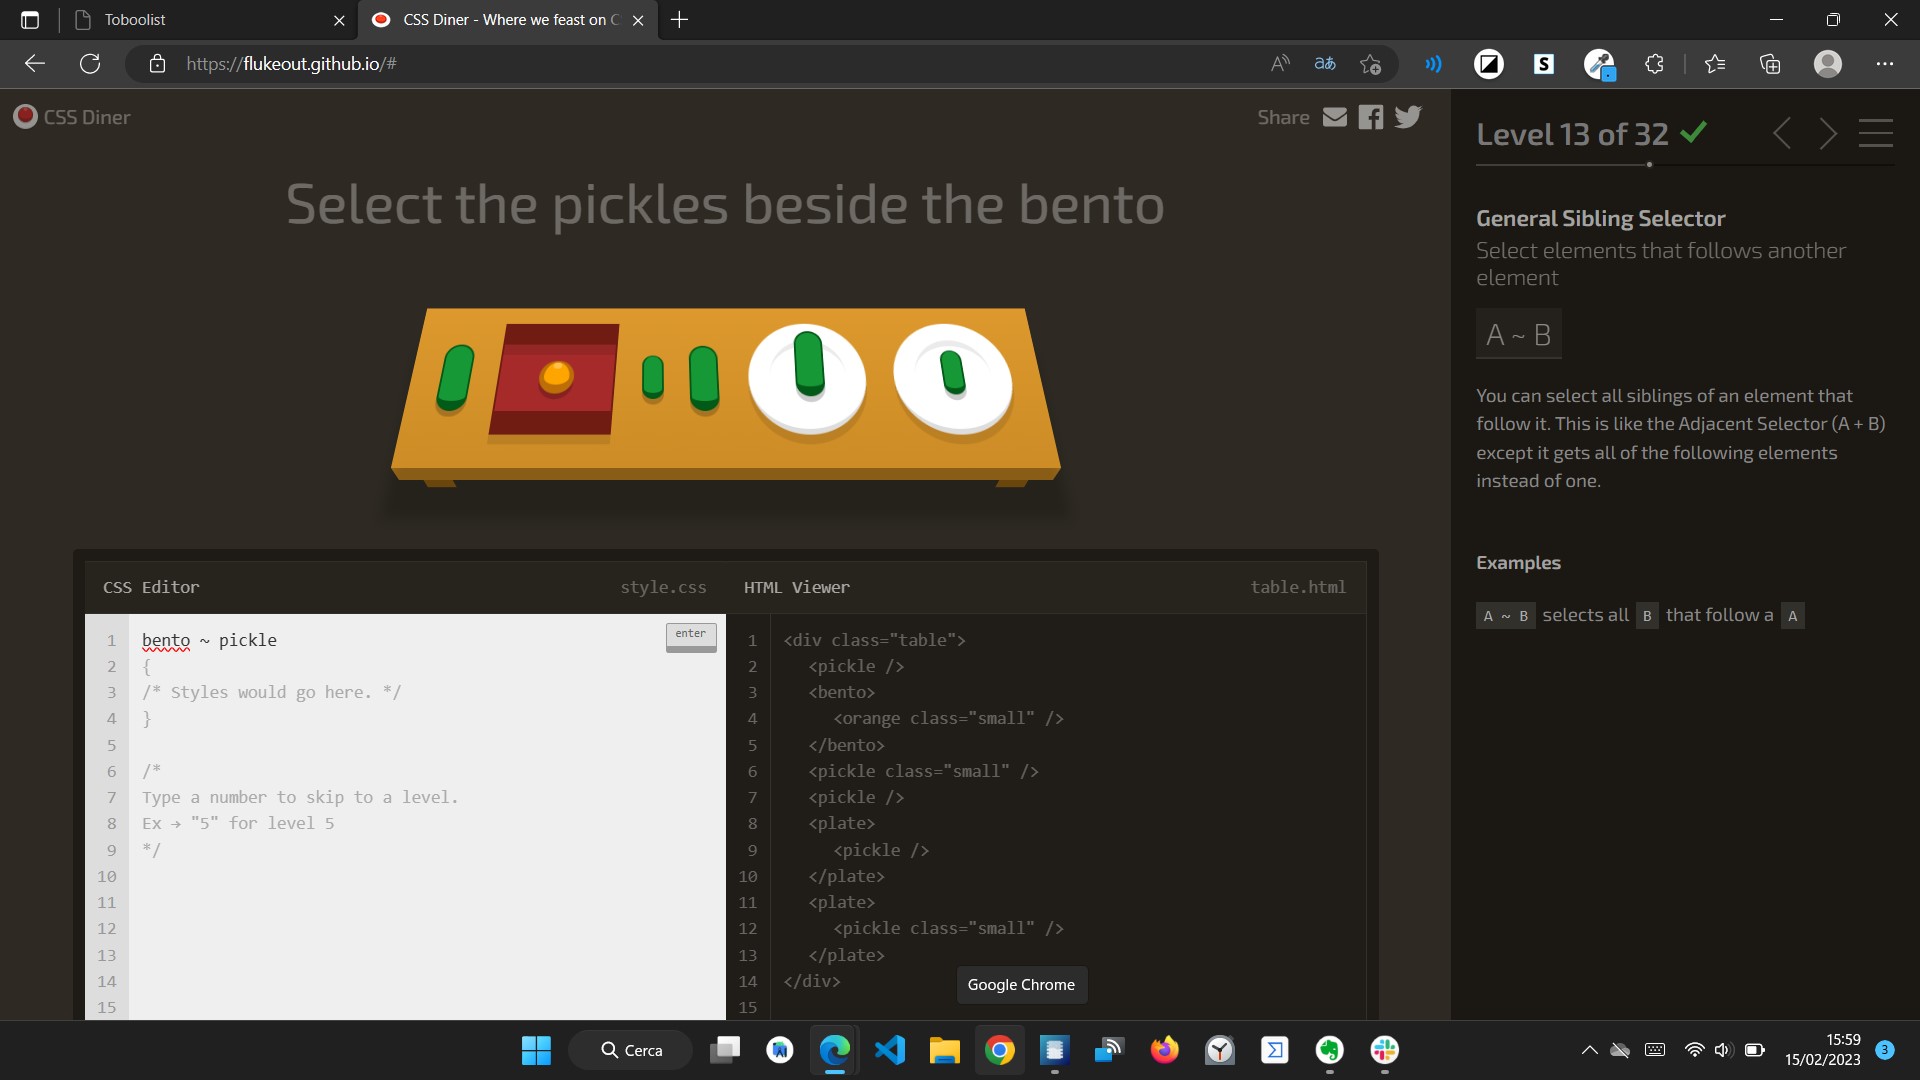 Toboolist
CSS Diner - Where we feast on C
https://flukeout.github.io/#
CSS Diner
Share
Select the pickles beside the bento
Level 13 of 32
General Sibling Selector
Select elements that follows another
element
A ~ B
You can select all siblings of an element that
follow it. This is like the Adjacent Selector (A + B)
except it gets all of the following elements
instead of one.
Examples
A ~ B selects all B that follow a A
CSS Editor
style.css
1 bento ~ pickle
enter
2 {
3 /* Styles would go here. */
4 }
5
6 /*
7 Type a number to skip to a level.
8 Ex → "5" for level 5
9 */
10
11
12
13
14
15
HTML Viewer
table.html
1 <div class="table">
2 <pickle />
3 <bento>
4 <orange class="small" />
5 </bento>
6 <pickle class="small" />
7 <pickle />
8 <plate>
9 <pickle />
10 </plate>
11 <plate>
12 <pickle class="small" />
13 </plate>
14 </div>
15
Google Chrome
Cerca
15:59
15/02/2023
3